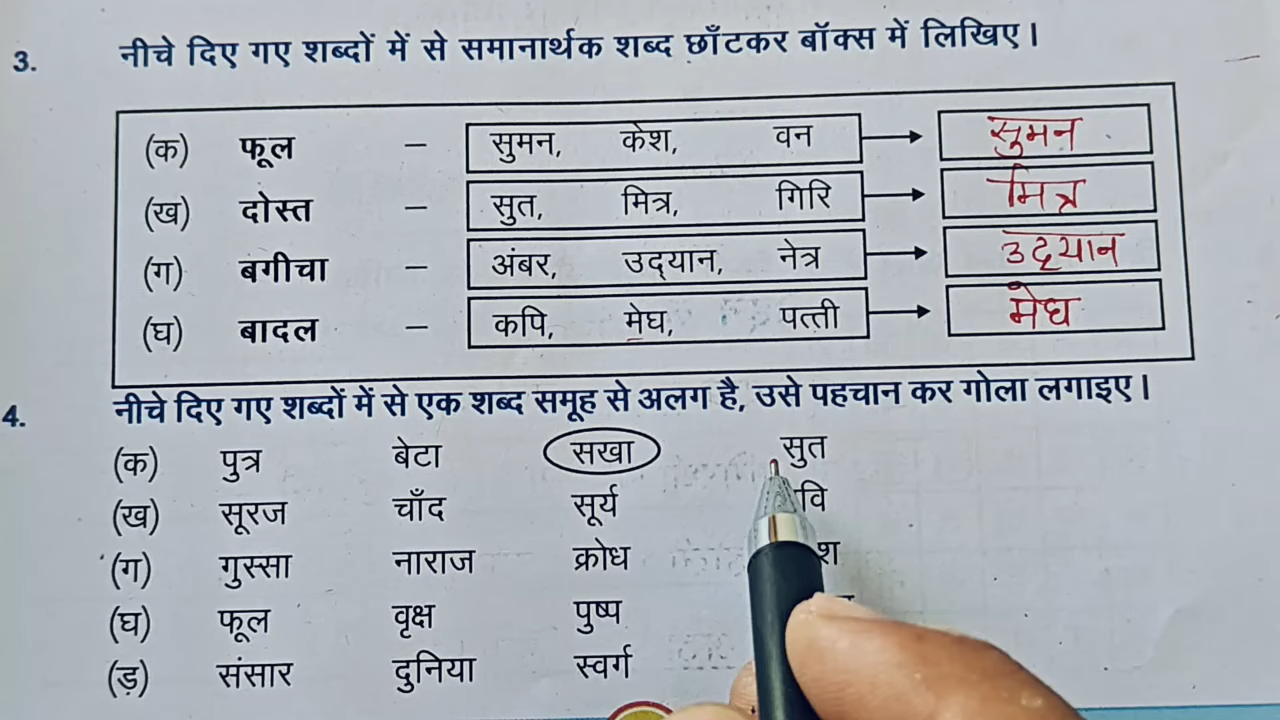 3. नीचे दिए गए शब्दों में से समानार्थक शब्द छाँटकर बॉक्स में लिखिए।
(क) फूल – सुमन, केश, वन सुमन
(ख) दोस्त – सुत, मित्र, गिरि मित्र
(ग) बगीचा – अंबर, उद्‌यान, नेत्र उद्‌यान
(घ) बादल – कपि, मेघ, पत्ती मेघ
4. नीचे दिए गए शब्दों में से एक शब्द समूह से अलग है, उसे पहचान कर गोला लगाइए।
(क) पुत्र बेटा सखा सुत
(ख) सूरज चाँद सूर्य
(ग) गुस्सा नाराज क्रोध
(घ) फूल वृक्ष पुष्प
(ड़) संसार दुनिया स्वर्ग